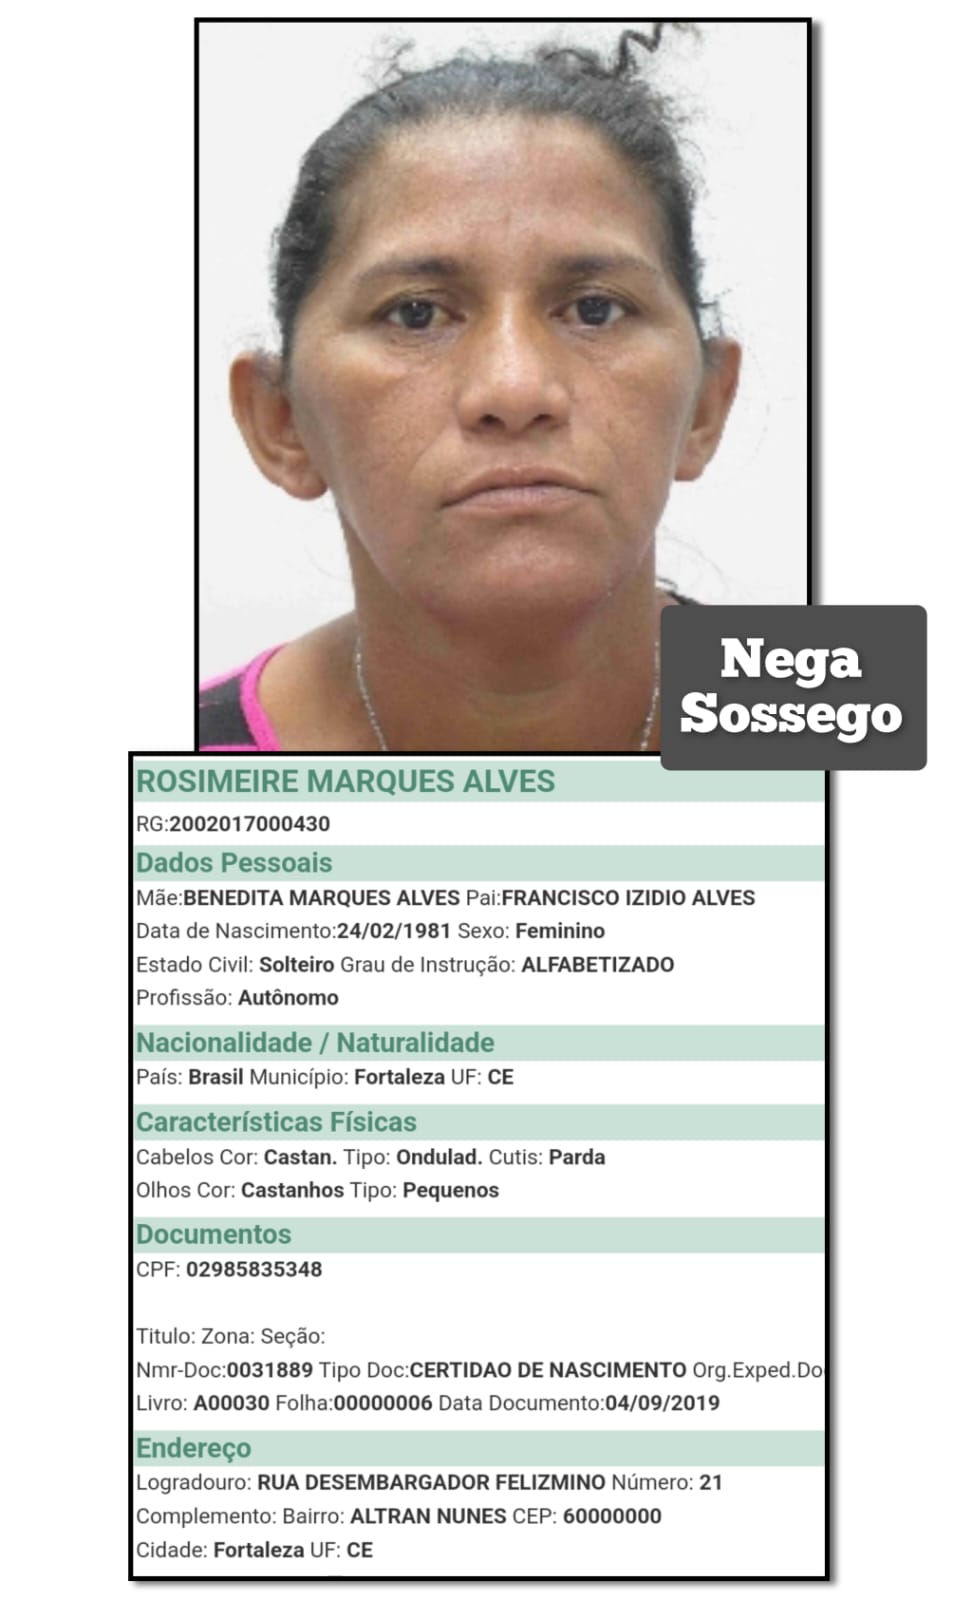 Nega
Sossego
ROSIMEIRE MARQUES ALVES
RG:2002017000430
Dados Pessoais
Mãe:BENEDITA MARQUES ALVES Pai:FRANCISCO IZIDIO ALVES
Data de Nascimento:24/02/1981 Sexo: Feminino
Estado Civil: Solteiro Grau de Instrução: ALFABETIZADO
Profissão: Autônomo
Nacionalidade / Naturalidade
País: Brasil Município: Fortaleza UF: CE
Características Físicas
Cabelos Cor: Castan. Tipo: Ondulad. Cutis: Parda
Olhos Cor: Castanhos Tipo: Pequenos
Documentos
CPF: 02985835348
Titulo: Zona: Seção:
Nmr-Doc:0031889 Tipo Doc:CERTIDAO DE NASCIMENTO Org.Exped.Do
Livro: A00030 Folha:00000006 Data Documento:04/09/2019
Endereço
Logradouro: RUA DESEMBARGADOR FELIZMINO Número: 21
Complemento: Bairro: ALTRAN NUNES CEP: 60000000
Cidade: Fortaleza UF: CE